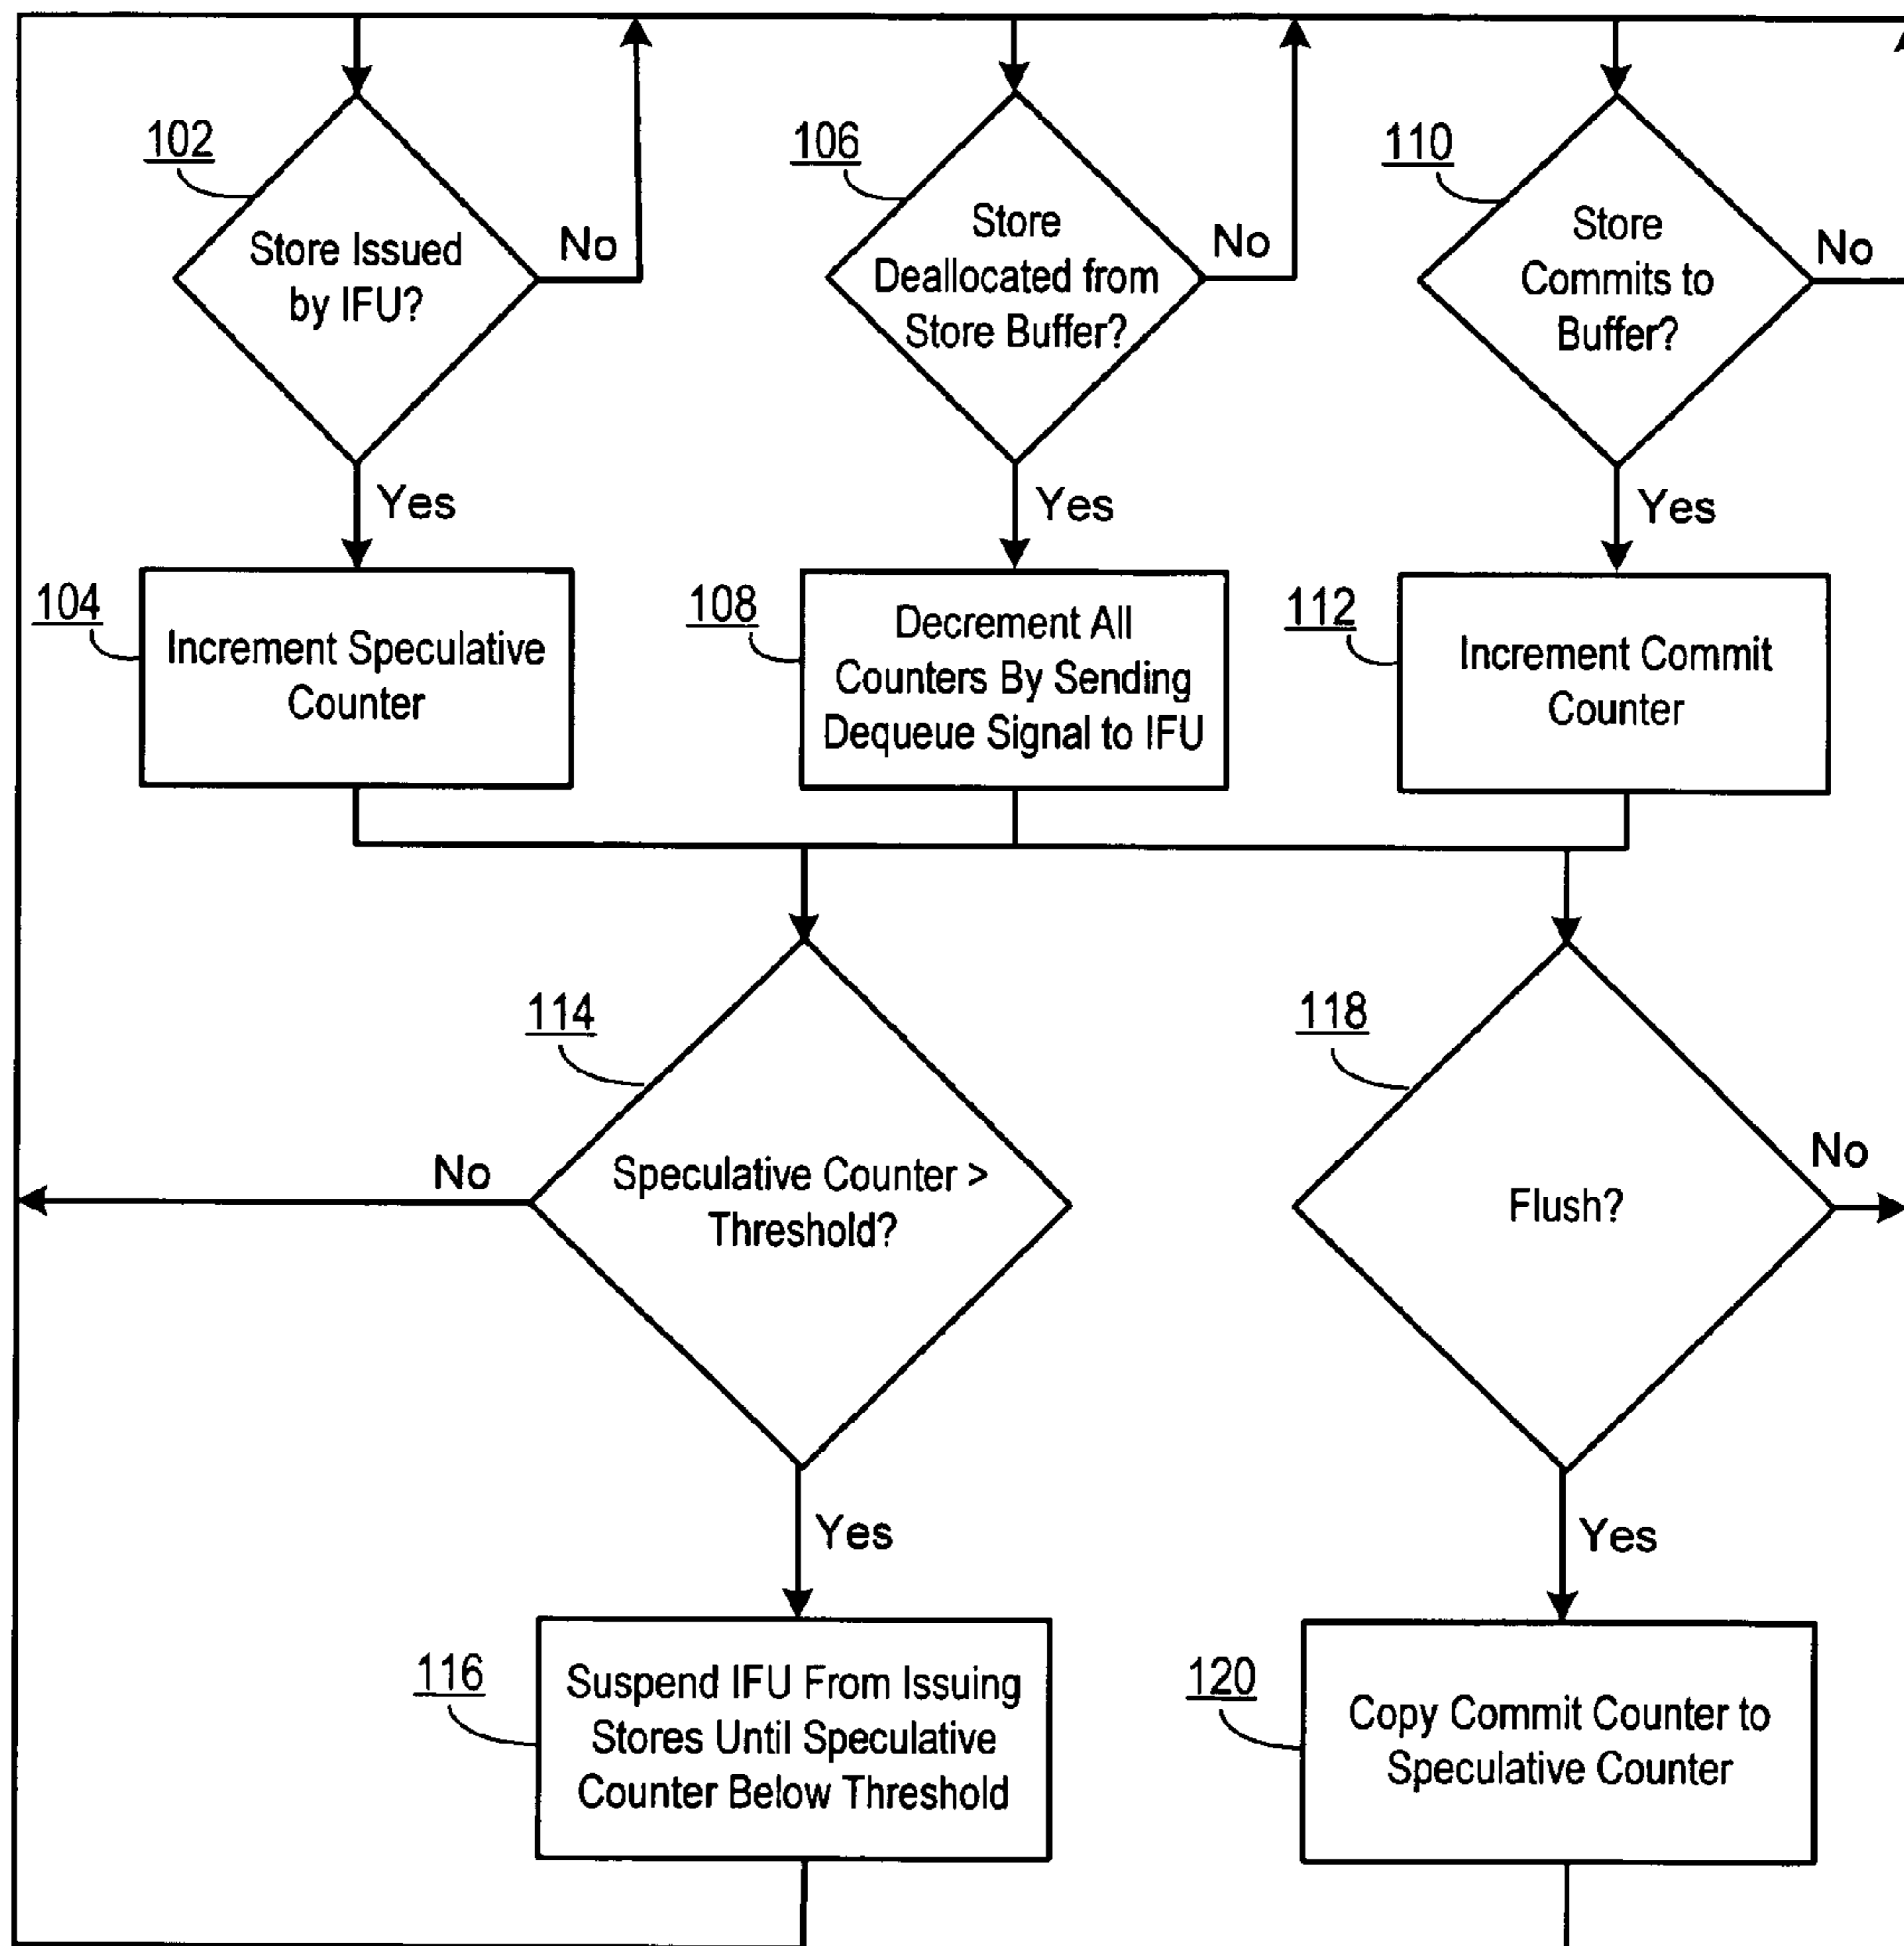 102
Store Issued
by IFU?
No
Yes
106
Store
Deallocated from
Store Buffer?
No
Yes
110
Store
Commits to
Buffer?
No
Yes
104
Increment Speculative
Counter
108
Decrement All
Counters By Sending
Dequeue Signal to IFU
112
Increment Commit
Counter
114
Speculative Counter >
Threshold?
No
Yes
118
Flush?
No
Yes
116
Suspend IFU From Issuing
Stores Until Speculative
Counter Below Threshold
120
Copy Commit Counter to
Speculative Counter